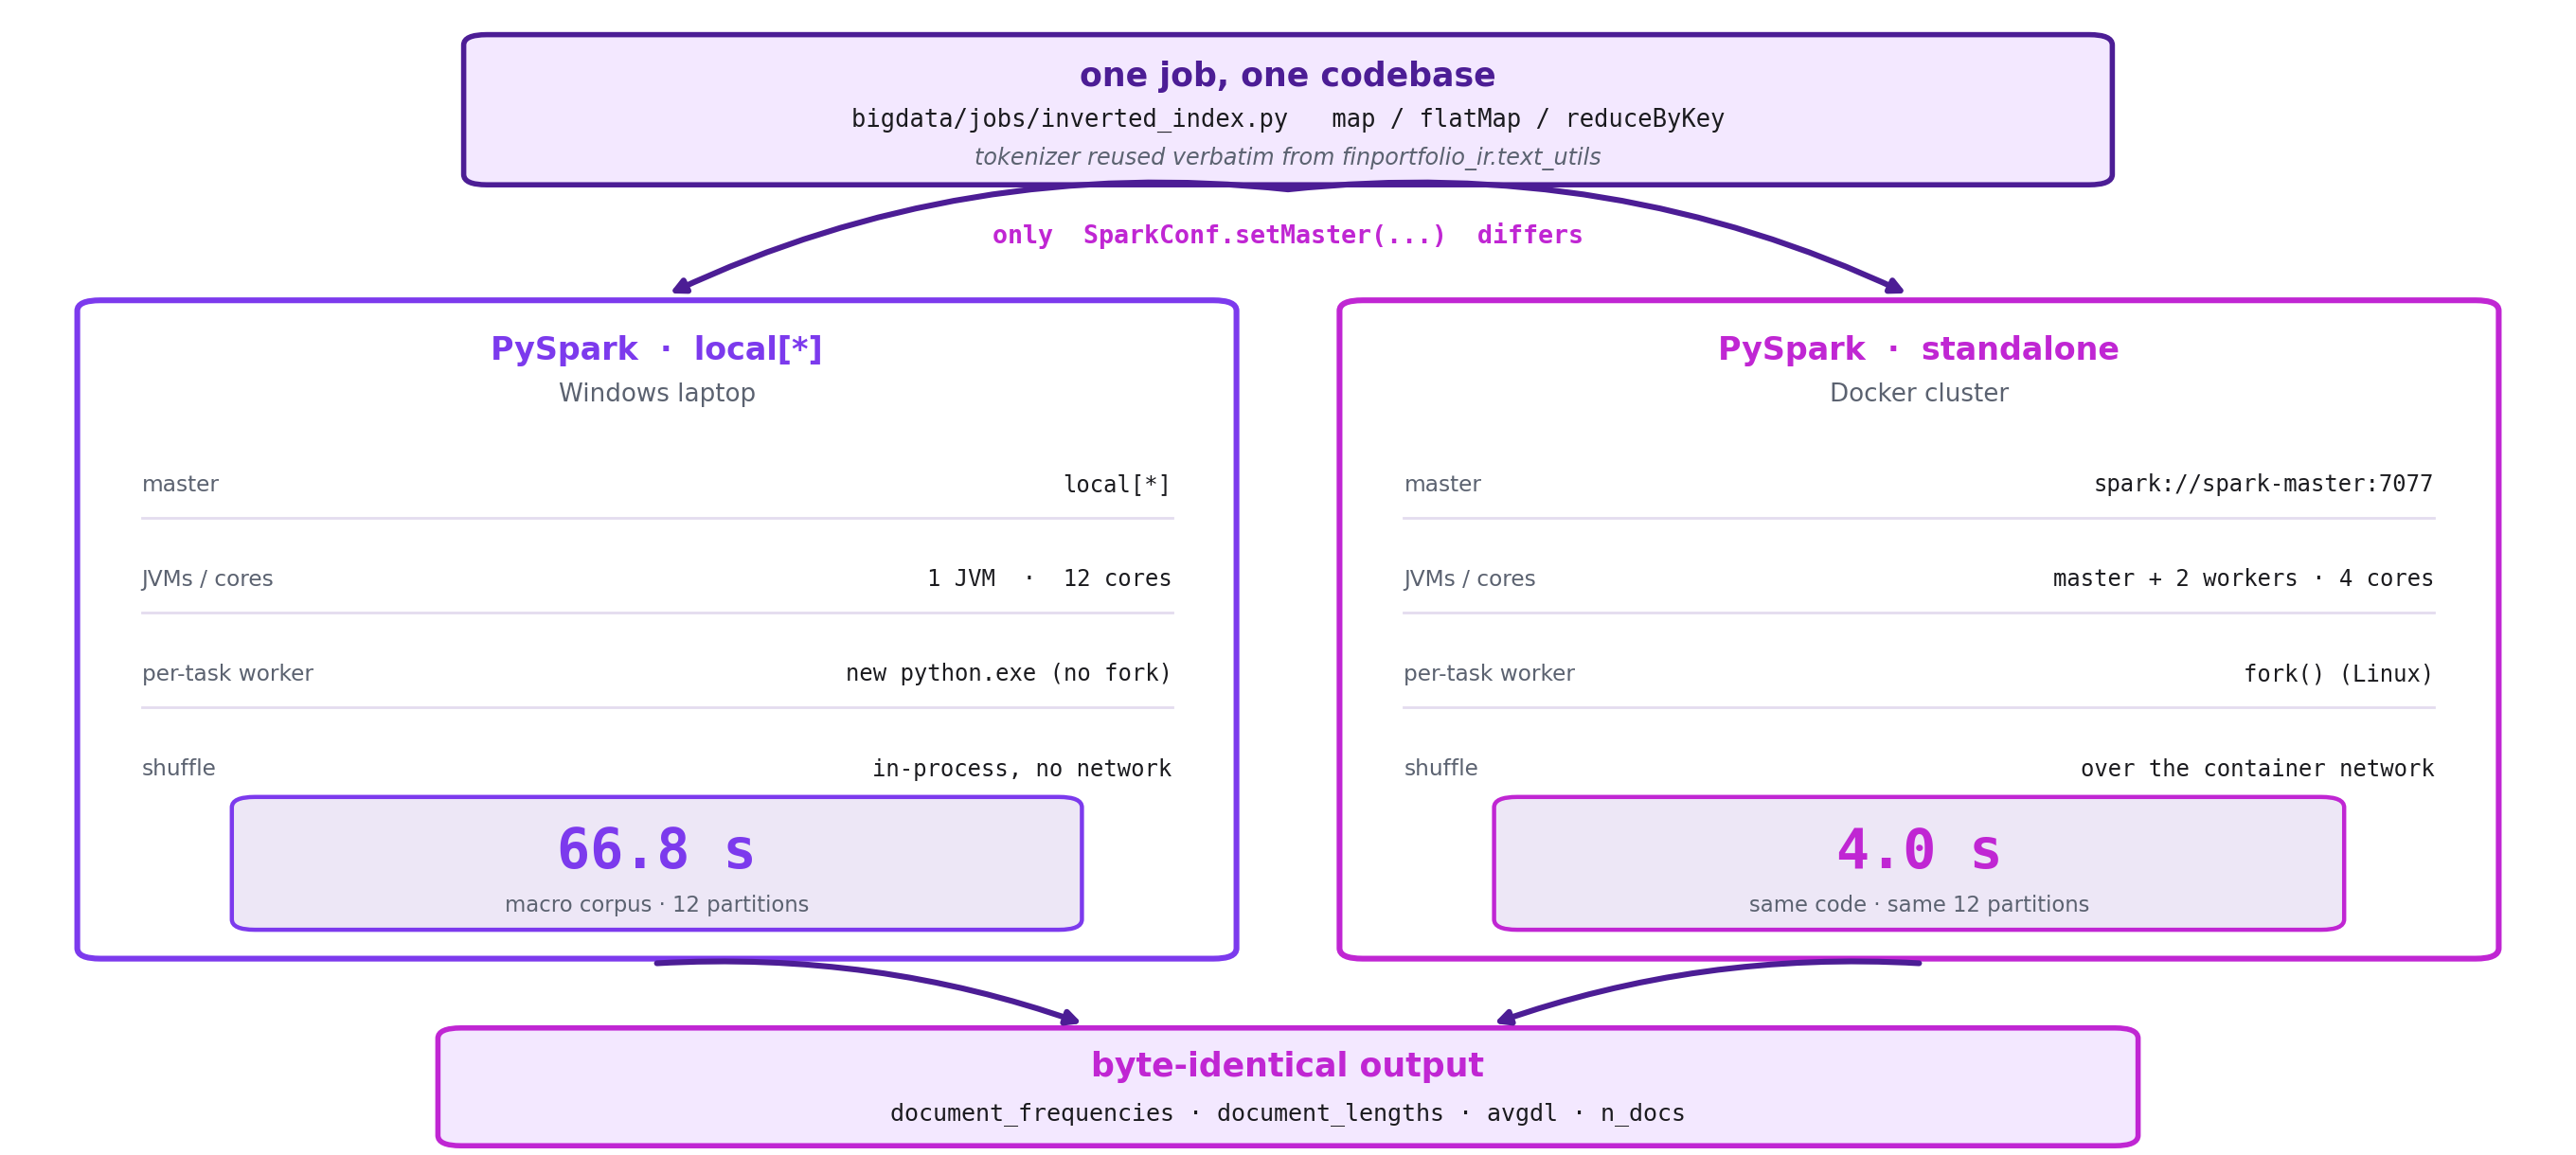 one job, one codebase
bigdata/jobs/inverted_index.py   map / flatMap / reduceByKey
tokenizer reused verbatim from finportfolio_ir.text_utils
only  SparkConf.setMaster(...)  differs
PySpark · local[*]
Windows laptop
master local[*]
JVMs / cores 1 JVM · 12 cores
per-task worker new python.exe (no fork)
shuffle in-process, no network
66.8 s
macro corpus · 12 partitions
PySpark · standalone
Docker cluster
master spark://spark-master:7077
JVMs / cores master + 2 workers · 4 cores
per-task worker fork() (Linux)
shuffle over the container network
4.0 s
same code · same 12 partitions
byte-identical output
document_frequencies · document_lengths · avgdl · n_docs